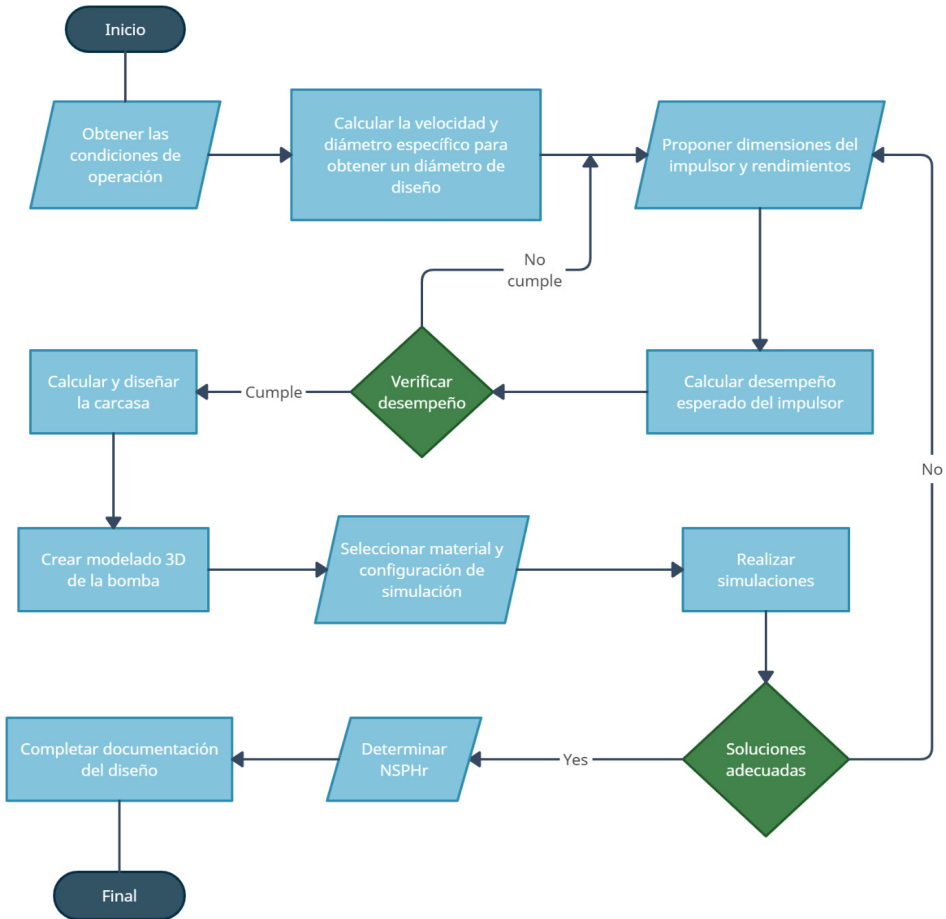 Inicio
Obtener las
condiciones de
operación
Calcular la velocidad y
diámetro específico para
obtener un diámetro de
diseño
Proponer dimensiones del
impulsor y rendimientos
No
cumple
Calcular desempeño
esperado del impulsor
Verificar
desempeño
Cumple
Calcular y diseñar
la carcasa
No
Crear modelado 3D
de la bomba
Seleccionar material y
configuración de
simulación
Realizar
simulaciones
Soluciones
adecuadas
Yes
Determinar
NSPHr
Completar documentación
del diseño
Final